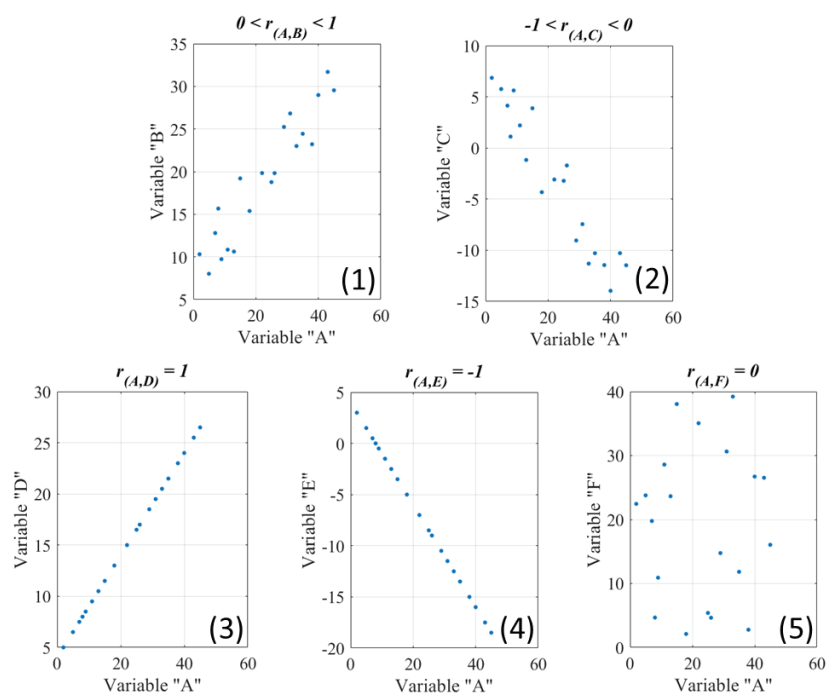 0 < r(A,B) < 1
35
30
25
20
15
10
5
Variable "B"
0 20 40 60
Variable "A"
(1)
-1 < r(A,C) < 0
10
5
0
-5
-10
-15
Variable "C"
0 20 40 60
Variable "A"
(2)
r(A,D) = 1
30
25
20
15
10
5
Variable "D"
0 20 40 60
Variable "A"
(3)
r(A,E) = -1
5
0
-5
-10
-15
-20
Variable "E"
0 20 40 60
Variable "A"
(4)
r(A,F) = 0
40
30
20
10
0
Variable "F"
0 20 40 60
Variable "A"
(5)